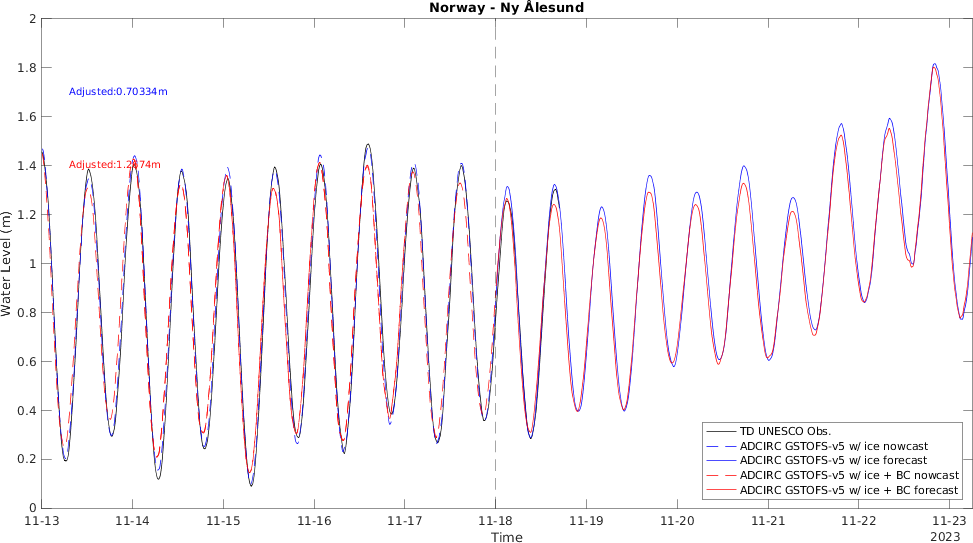 Norway - Ny Ålesund
2
1.8
1.6
1.4
1.2
1
0.8
0.6
0.4
0.2
0
Water Level (m)
Adjusted:0.70334m
TD UNESCO Obs.
ADCIRC GSTOFS-v5 w/ ice nowcast
ADCIRC GSTOFS-v5 w/ ice forecast
ADCIRC GSTOFS-v5 w/ ice + BC nowcast
ADCIRC GSTOFS-v5 w/ ice + BC forecast
11-13 11-14 11-15 11-16 11-17 11-18 11-19 11-20 11-21 11-22 11-23
Time
2023